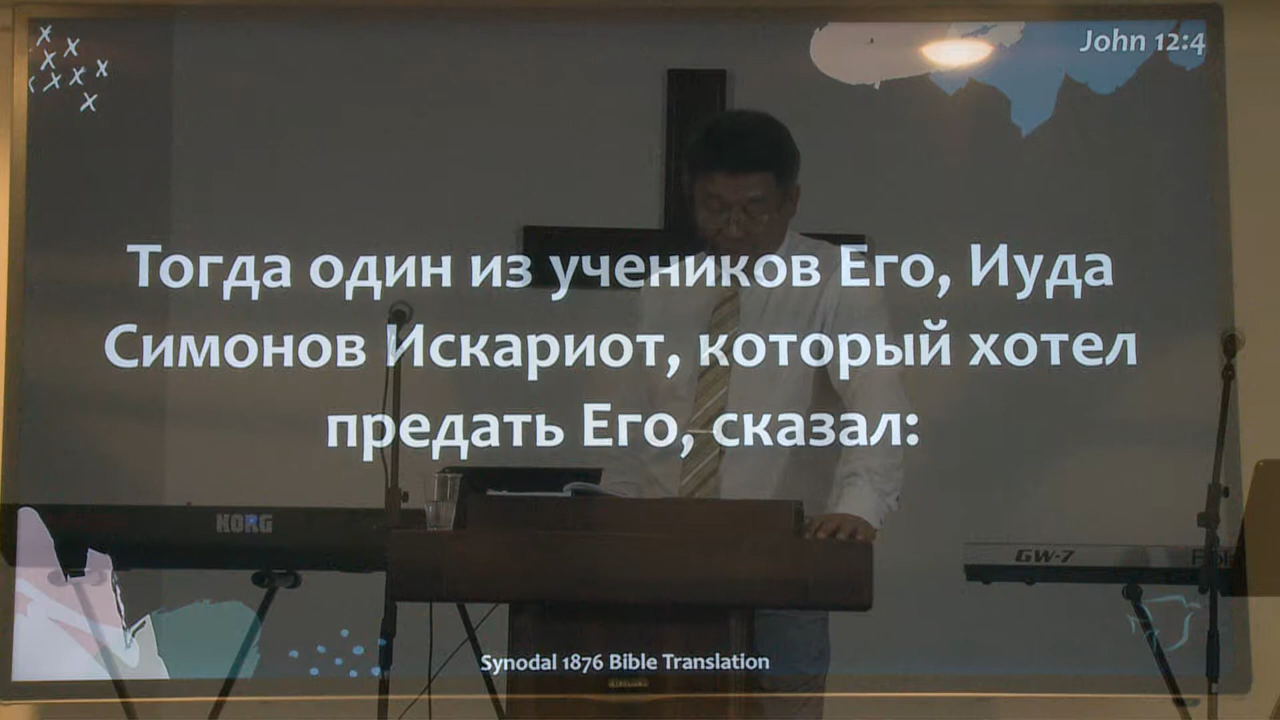 John 12:4
Тогда один из учеников Его, Иуда
Симонов Искариот, который хотел
предать Его, сказал:
KORG
GW-7
Synodal 1876 Bible Translation